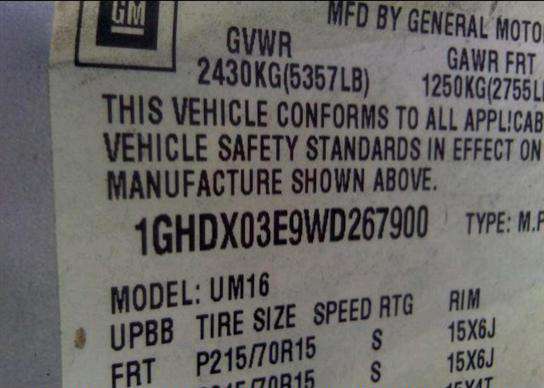 GM
MFD BY GENERAL
GVWR GAWR FRT
2430KG(5357LB) 1250KG(2755L
THIS VEHICLE CONFORMS TO ALL
VEHICLE SAFETY STANDARDS IN EFFECT ON
MANUFACTURE SHOWN ABOVE.
1GHDX03E9WD267900 TYPE:
MODEL: UM16
UPBB TIRE SIZE SPEED RTG RIM
FRT P215/70R15 S 15X6J
S 15X6J